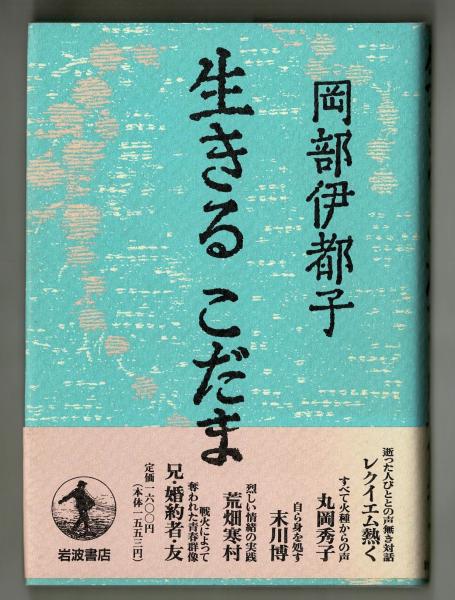 岡部伊都子
生きるこだま
逝った人びととの声無き対話
レクイエム熱く
すべて火種からの声
丸岡秀子
自ら身を処す
末川博
烈しい情緒の実践
荒畑寒村
戦火によって
奪われた青春群像
兄・婚約者・友
定価一六〇〇円
（本体一五五三円）
岩波書店